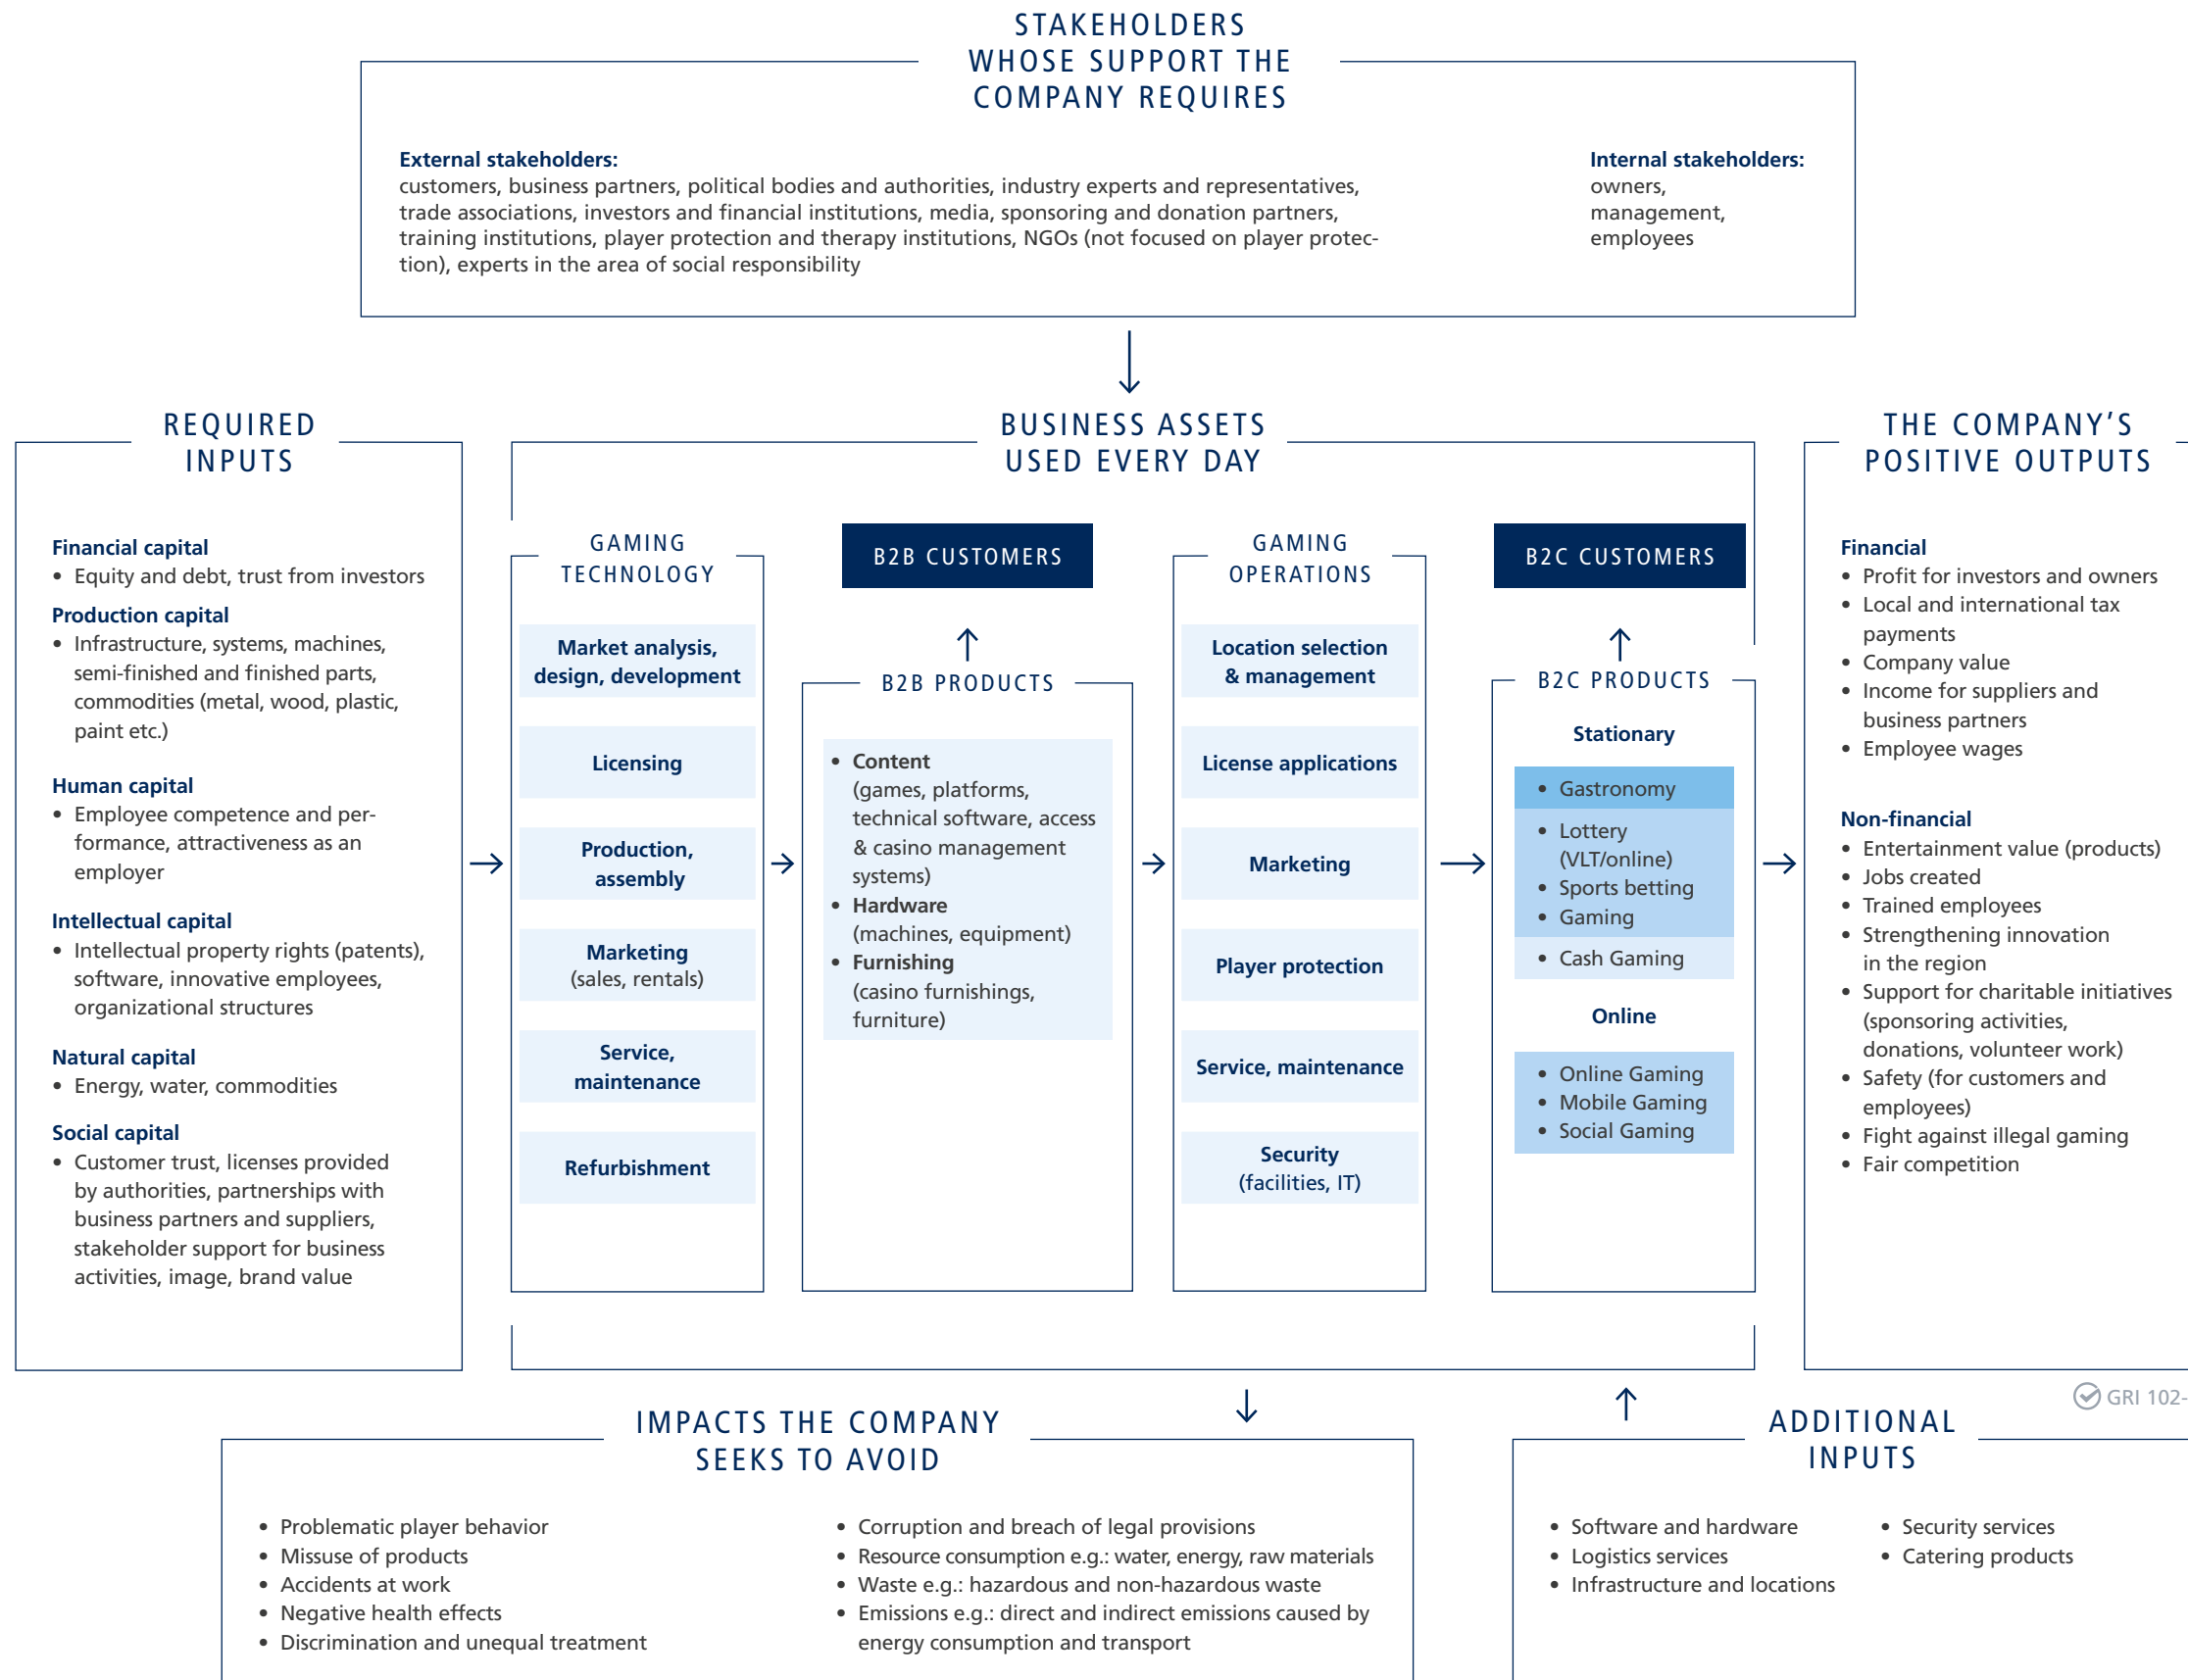 STAKEHOLDERS
WHOSE SUPPORT THE
COMPANY REQUIRES
External stakeholders:
customers, business partners, political bodies and authorities, industry experts and representatives,
trade associations, investors and financial institutions, media, sponsoring and donation partners,
training institutions, player protection and therapy institutions, NGOs (not focused on player protec-
tion), experts in the area of social responsibility
Internal stakeholders:
owners,
management,
employees
REQUIRED
INPUTS
Financial capital
• Equity and debt, trust from investors
Production capital
• Infrastructure, systems, machines,
semi-finished and finished parts,
commodities (metal, wood, plastic,
paint etc.)
Human capital
• Employee competence and per-
formance, attractiveness as an
employer
Intellectual capital
• Intellectual property rights (patents),
software, innovative employees,
organizational structures
Natural capital
• Energy, water, commodities
Social capital
• Customer trust, licenses provided
by authorities, partnerships with
business partners and suppliers,
stakeholder support for business
activities, image, brand value
BUSINESS ASSETS
USED EVERY DAY
GAMING
TECHNOLOGY
Market analysis,
design, development
Licensing
Production,
assembly
Marketing
(sales, rentals)
Service,
maintenance
Refurbishment
B2B CUSTOMERS
B2B PRODUCTS
• Content
(games, platforms,
technical software, access
& casino management
systems)
• Hardware
(machines, equipment)
• Furnishing
(casino furnishings,
furniture)
GAMING
OPERATIONS
Location selection
& management
License applications
Marketing
Player protection
Service, maintenance
Security
(facilities, IT)
B2C CUSTOMERS
B2C PRODUCTS
Stationary
• Gastronomy
• Lottery
(VLT/online)
• Sports betting
• Gaming
• Cash Gaming
Online
• Online Gaming
• Mobile Gaming
• Social Gaming
THE COMPANY'S
POSITIVE OUTPUTS
Financial
• Profit for investors and owners
• Local and international tax
payments
• Company value
• Income for suppliers and
business partners
• Employee wages
Non-financial
• Entertainment value (products)
• Jobs created
• Trained employees
• Strengthening innovation
in the region
• Support for charitable initiatives
(sponsoring activities,
donations, volunteer work)
• Safety (for customers and
employees)
• Fight against illegal gaming
• Fair competition
GRI 102-
IMPACTS THE COMPANY
SEEKS TO AVOID
• Problematic player behavior
• Missuse of products
• Accidents at work
• Negative health effects
• Discrimination and unequal treatment
• Corruption and breach of legal provisions
• Resource consumption e.g.: water, energy, raw materials
• Waste e.g.: hazardous and non-hazardous waste
• Emissions e.g.: direct and indirect emissions caused by
energy consumption and transport
ADDITIONAL
INPUTS
• Software and hardware
• Logistics services
• Infrastructure and locations
• Security services
• Catering products